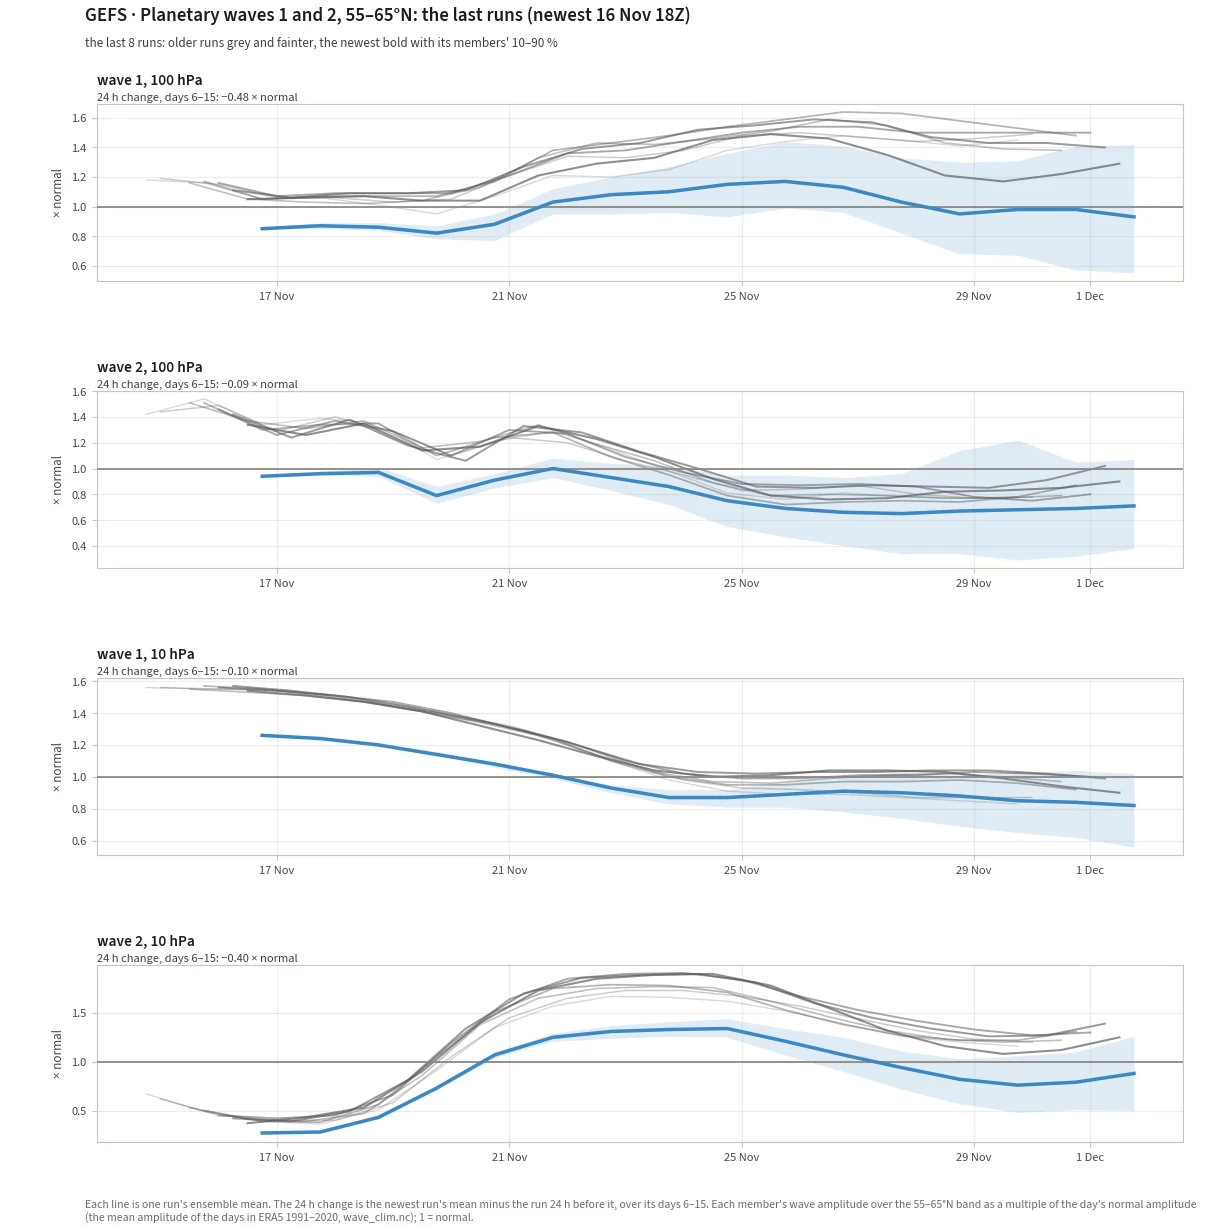 GEFS · Planetary waves 1 and 2, 55–65°N: the last runs (newest 16 Nov 18Z)
the last 8 runs: older runs grey and fainter, the newest bold with its members' 10–90 %
wave 1, 100 hPa
24 h change, days 6–15: −0.48 × normal
1.6
1.4
1.2
1.0
0.8
0.6
× normal
17 Nov
21 Nov
25 Nov
29 Nov
1 Dec
wave 2, 100 hPa
24 h change, days 6–15: −0.09 × normal
1.6
1.4
1.2
1.0
0.8
0.6
0.4
× normal
17 Nov
21 Nov
25 Nov
29 Nov
1 Dec
wave 1, 10 hPa
24 h change, days 6–15: −0.10 × normal
1.6
1.4
1.2
1.0
0.8
0.6
× normal
17 Nov
21 Nov
25 Nov
29 Nov
1 Dec
wave 2, 10 hPa
24 h change, days 6–15: −0.40 × normal
1.5
1.0
0.5
× normal
17 Nov
21 Nov
25 Nov
29 Nov
1 Dec
Each line is one run's ensemble mean. The 24 h change is the newest run's mean minus the run 24 h before it, over its days 6–15. Each member's wave amplitude over the 55–65°N band as a multiple of the day's normal amplitude
(the mean amplitude of the days in ERA5 1991–2020, wave_clim.nc); 1 = normal.